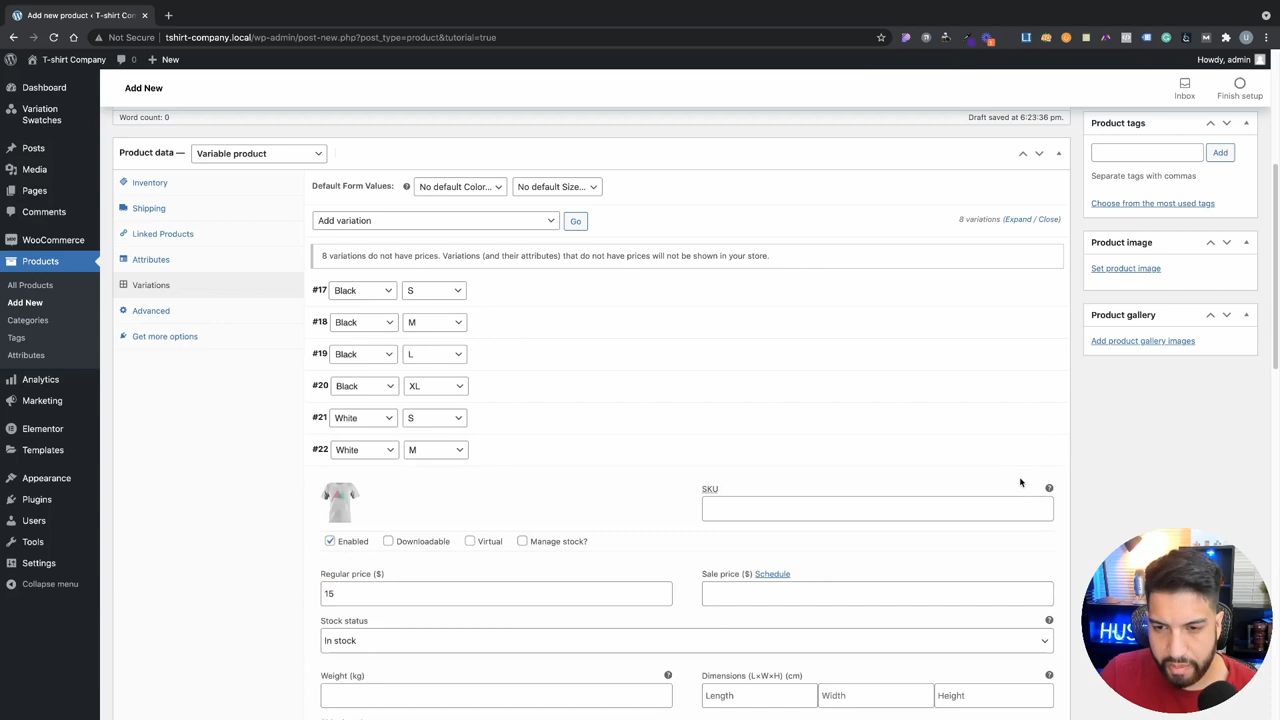 Add new product ‹ T-shirt Com
Not Secure | tshirt-company.local/wp-admin/post-new.php?post_type=product&tutorial=true
T-shirt Company 0 New
Howdy, admin
Dashboard
Variation
Swatches
Posts
Media
Pages
Comments
WooCommerce
Products
All Products
Add New
Categories
Tags
Attributes
Analytics
Marketing
Elementor
Templates
Appearance
Plugins
Users
Tools
Settings
Collapse menu
Add New
Inbox
Finish setup
Word count: 0
Draft saved at 6:23:36 pm.
Product data — Variable product
Inventory
Shipping
Linked Products
Attributes
Variations
Advanced
Get more options
Default Form Values: No default Color... No default Size...
Add variation Go
8 variations (Expand / Close)
8 variations do not have prices. Variations (and their attributes) that do not have prices will not be shown in your store.
#17 Black S
#18 Black M
#19 Black L
#20 Black XL
#21 White S
#22 White M
SKU
Enabled Downloadable Virtual Manage stock?
Regular price ($)
15
Sale price ($) Schedule
Stock status
In stock
Weight (kg)
Dimensions (L×W×H) (cm)
Length Width Height
Product tags
Add
Separate tags with commas
Choose from the most used tags
Product image
Set product image
Product gallery
Add product gallery images
HUS